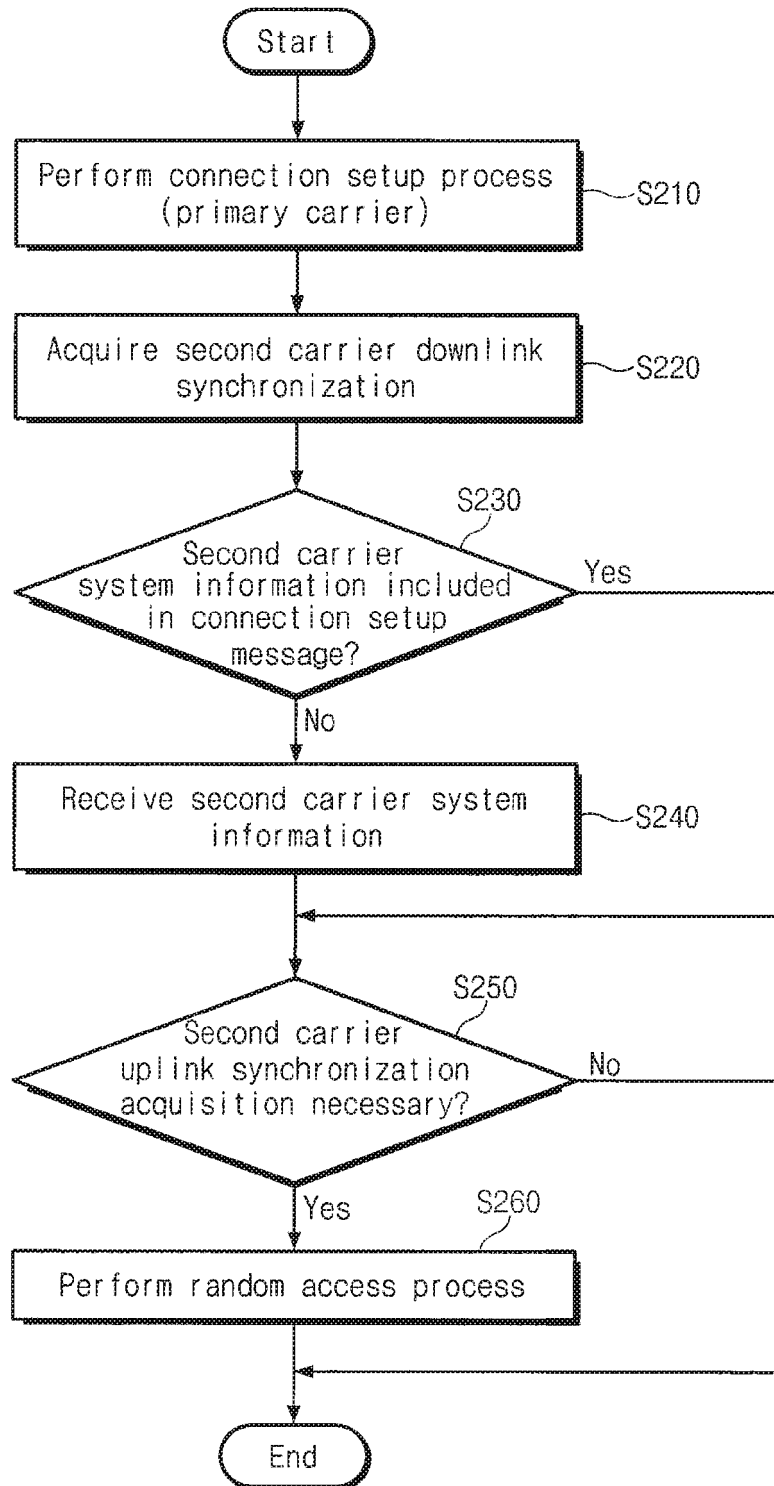 Start
Perform connection setup process
(primary carrier)
S210
Acquire second carrier downlink
synchronization
S220
S230
Second carrier
system information included
in connection setup
message?
Yes
No
Receive second carrier system
information
S240
S250
Second carrier
uplink synchronization
acquisition necessary?
No
Yes
S260
Perform random access process
End